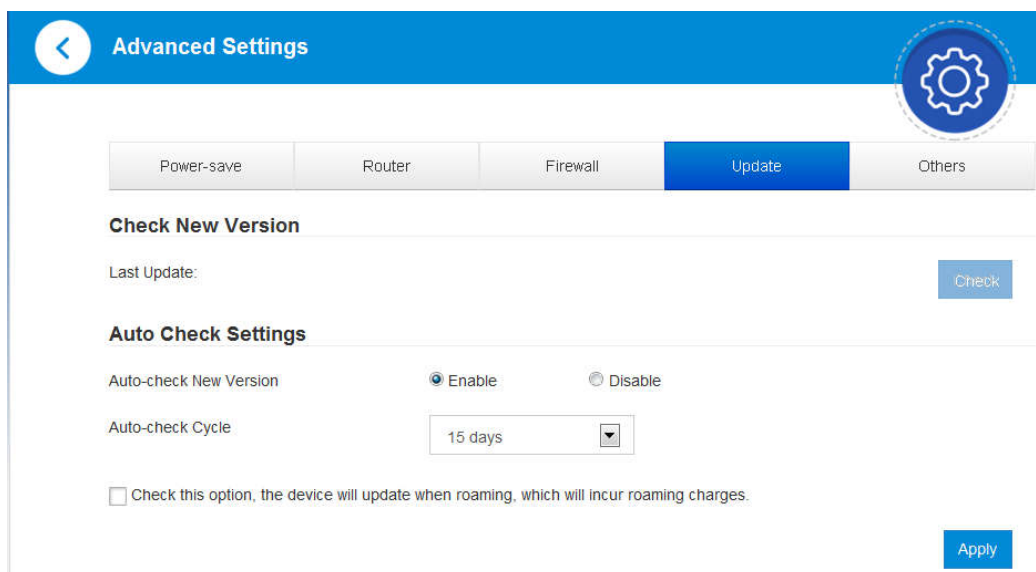 Advanced Settings
Power-save Router Firewall Update Others
Check New Version
Last Update: Check
Auto Check Settings
Auto-check New Version Enable Disable
Auto-check Cycle 15 days
Check this option, the device will update when roaming, which will incur roaming charges.
Apply